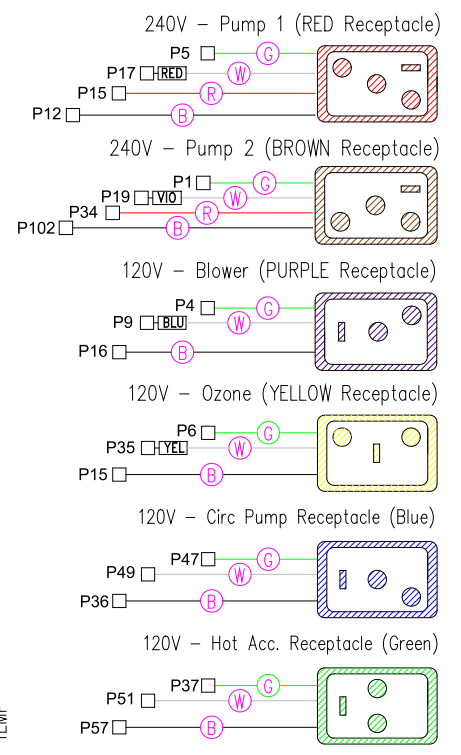 240V - Pump 1 (RED Receptacle)
P5 G
P17 RED W
P15 R
P12 B
240V - Pump 2 (BROWN Receptacle)
P1 G
P19 VIO W
P34 R
P102 B
120V - Blower (PURPLE Receptacle)
P4 G
P9 BLU W
P16 B
120V - Ozone (YELLOW Receptacle)
P6 G
P35 YEL W
P15 B
120V - Circ Pump Receptacle (Blue)
P47 G
P49 W
P36 B
120V - Hot Acc. Receptacle (Green)
P37 G
P51 W
P57 B